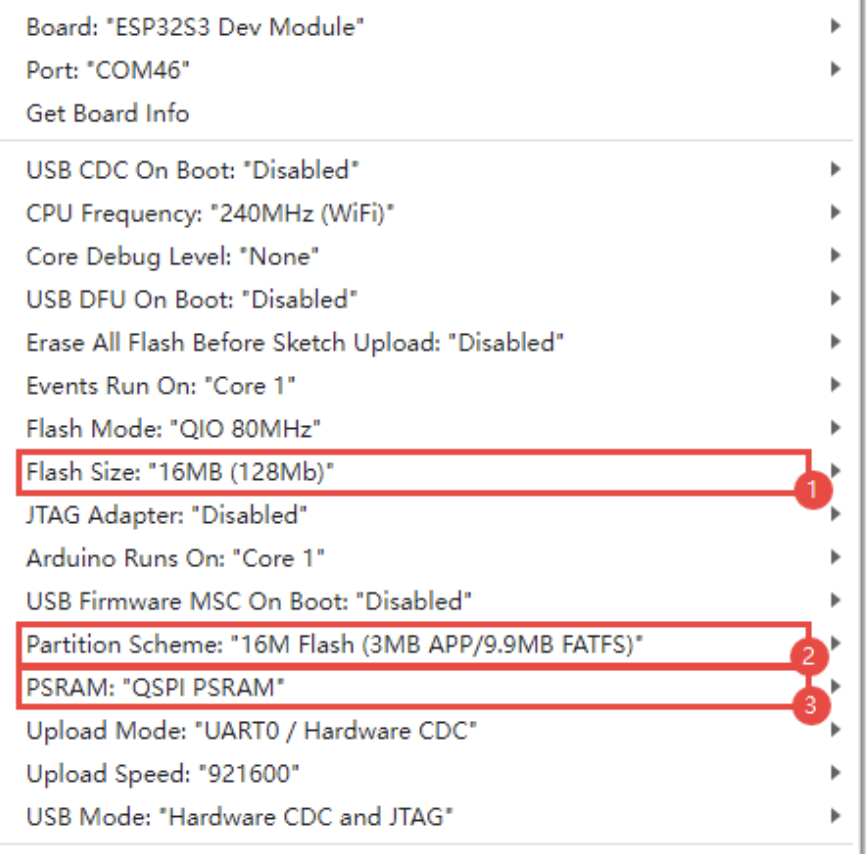 Board: "ESP32S3 Dev Module"
Port: "COM46"
Get Board Info
USB CDC On Boot: "Disabled"
CPU Frequency: "240MHz (WiFi)"
Core Debug Level: "None"
USB DFU On Boot: "Disabled"
Erase All Flash Before Sketch Upload: "Disabled"
Events Run On: "Core 1"
Flash Mode: "QIO 80MHz"
Flash Size: "16MB (128Mb)"
1
JTAG Adapter: "Disabled"
Arduino Runs On: "Core 1"
USB Firmware MSC On Boot: "Disabled"
Partition Scheme: "16M Flash (3MB APP/9.9MB FATFS)"
2
PSRAM: "QSPI PSRAM"
3
Upload Mode: "UART0 / Hardware CDC"
Upload Speed: "921600"
USB Mode: "Hardware CDC and JTAG"